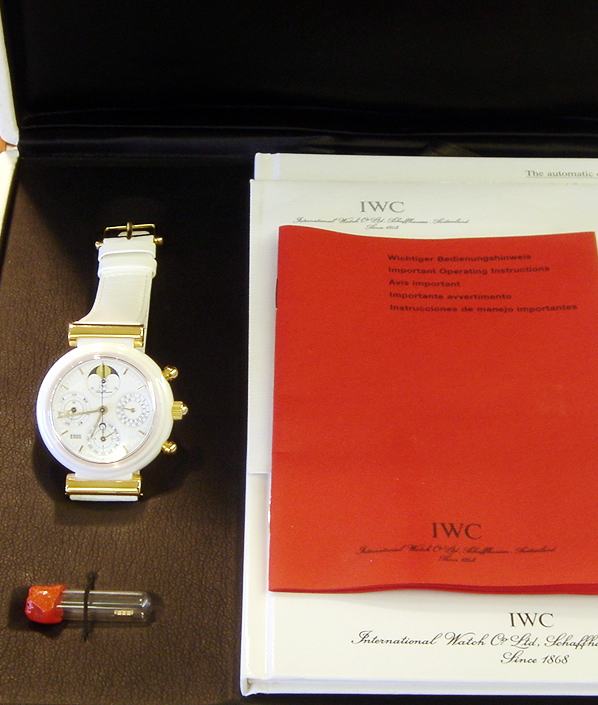 The automatic
IWC
International Watch Co Ltd, Schaffhausen, Switzerland
Since 1868
Wichtiger Bedienungshinweis
Important Operating Instructions
Avis important
Importante avvertimento
Instrucciones de manejo importantes
IWC
International Watch Co Ltd, Schaffhausen, Switzerland
Since 1868
IWC
International Watch Co Ltd, Schaffh
Since 1868